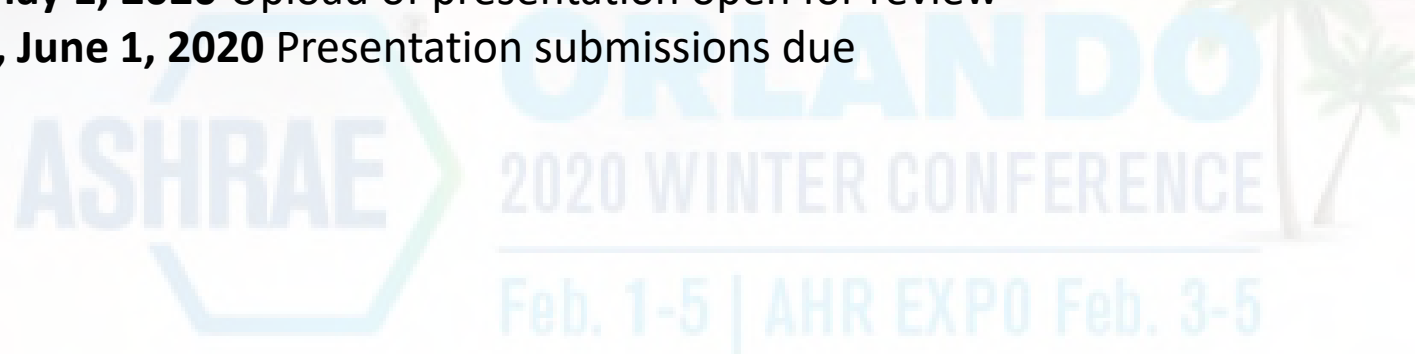 May 1, 2020 Upload of presentation open for review
, June 1, 2020 Presentation submissions due
ORLANDO
ASHRAE
2020 WINTER CONFERENCE
Feb. 1-5 | AHR EXPO Feb. 3-5